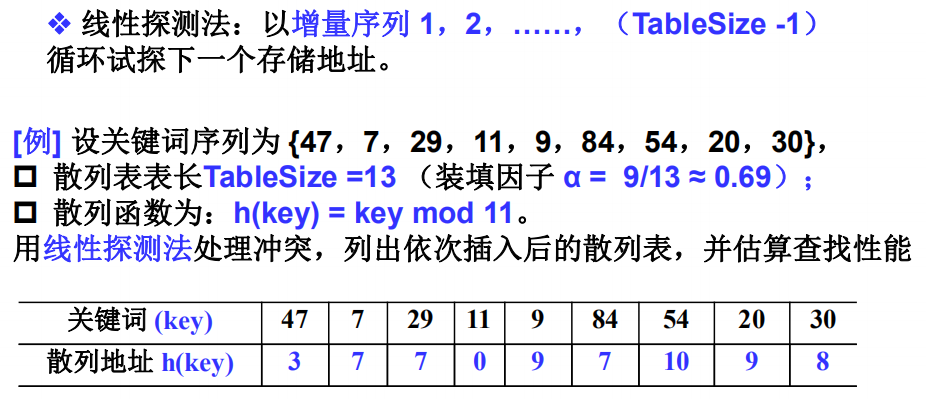 ❖ 线性探测法：以增量序列 1，2，……，（TableSize -1）
循环试探下一个存储地址。
[例] 设关键词序列为 {47，7，29，11，9，84，54，20，30}，
散列表表长TableSize =13 （装填因子 α = 9/13 ≈ 0.69）；
散列函数为：h(key) = key mod 11。
用线性探测法处理冲突，列出依次插入后的散列表，并估算查找性能
关键词 (key) 47 7 29 11 9 84 54 20 30
散列地址 h(key) 3 7 7 0 9 7 10 9 8